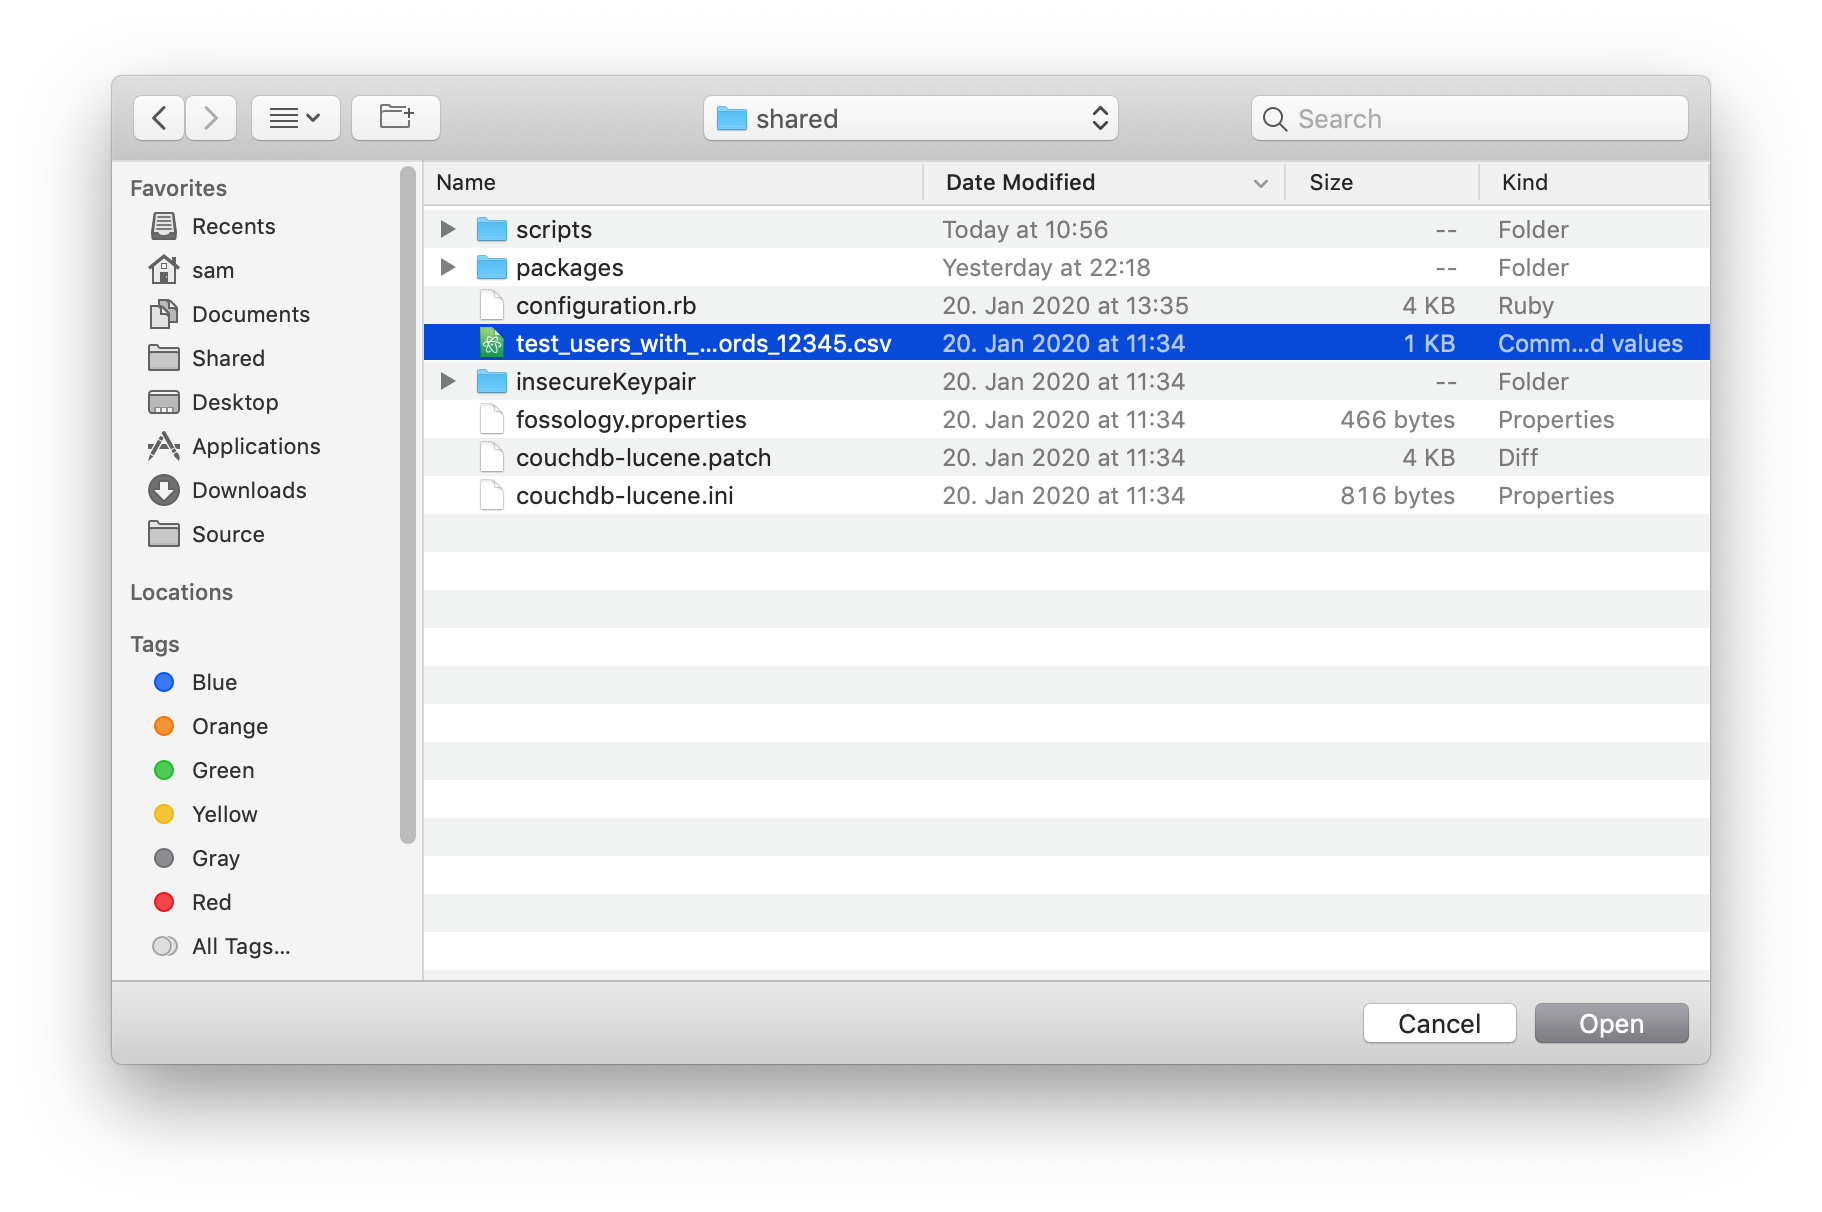 shared
Search
Favorites
Recents
sam
Documents
Shared
Desktop
Applications
Downloads
Source
Locations
Tags
Blue
Orange
Green
Yellow
Gray
Red
All Tags...
Name Date Modified Size Kind
scripts Today at 10:56 -- Folder
packages Yesterday at 22:18 -- Folder
configuration.rb 20. Jan 2020 at 13:35 4 KB Ruby
test_users_with_...ords_12345.csv 20. Jan 2020 at 11:34 1 KB Comm...d values
insecureKeypair 20. Jan 2020 at 11:34 -- Folder
fossology.properties 20. Jan 2020 at 11:34 466 bytes Properties
couchdb-lucene.patch 20. Jan 2020 at 11:34 4 KB Diff
couchdb-lucene.ini 20. Jan 2020 at 11:34 816 bytes Properties
Cancel Open